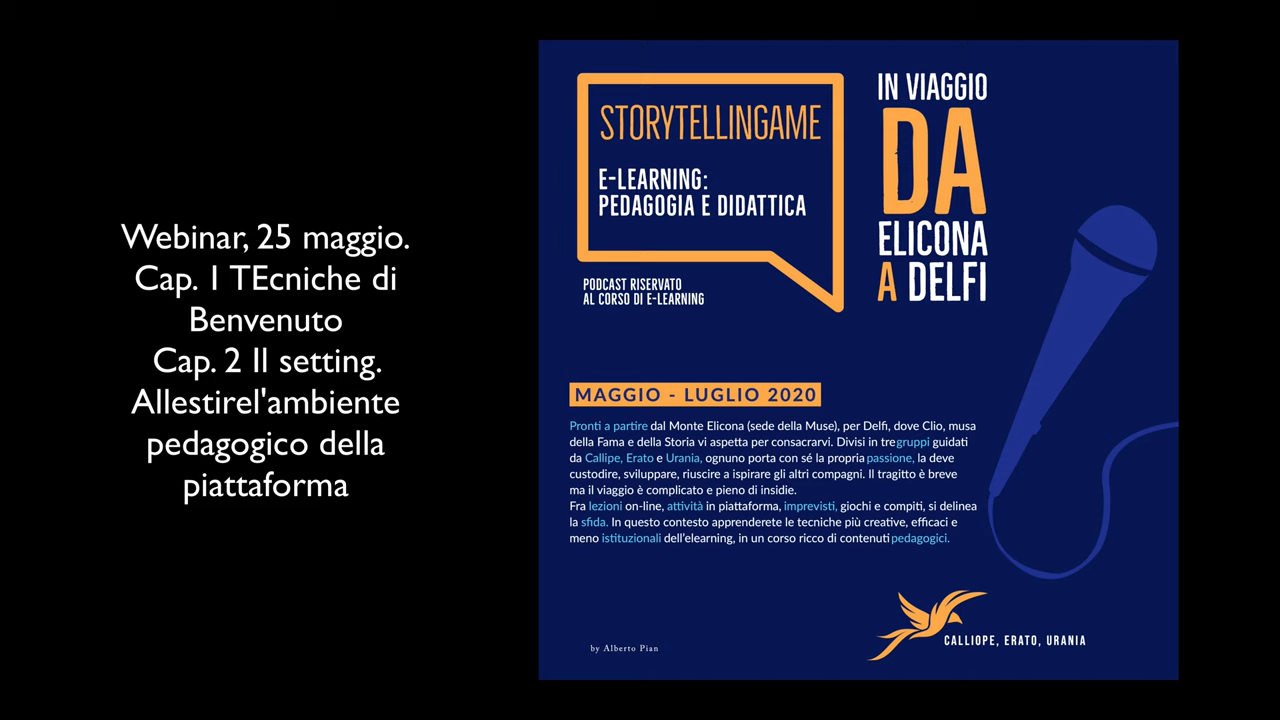 Webinar, 25 maggio.
Cap. 1 TEcniche di
Benvenuto
Cap. 2 Il setting.
Allestirel'ambiente
pedagogico della
piattaforma
STORYTELLINGAME
E-LEARNING:
PEDAGOGIA E DIDATTICA
PODCAST RISERVATO
AL CORSO DI E-LEARNING
IN VIAGGIO
DA
ELICONA
A DELFI
MAGGIO - LUGLIO 2020
Pronti a partire dal Monte Elicona (sede della Muse), per Delfi, dove Clio, musa
della Fama e della Storia vi aspetta per consacrarvi. Divisi in tre gruppi guidati
da Callipe, Erato e Urania, ognuno porta con sé la propria passione, la deve
custodire, sviluppare, riuscire a ispirare gli altri compagni. Il tragitto è breve
ma il viaggio è complicato e pieno di insidie.
Fra lezioni on-line, attività in piattaforma, imprevisti, giochi e compiti, si delinea
la sfida. In questo contesto apprenderete le tecniche più creative, efficaci e
meno istituzionali dell'elearning, in un corso ricco di contenuti pedagogici.
CALLIOPE, ERATO, URANIA
by Alberto Pian